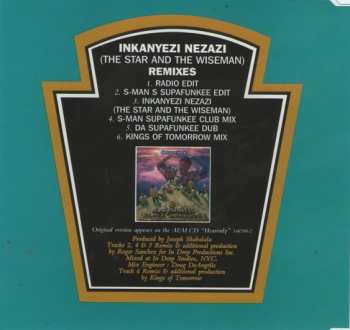 INKANYEZI NEZAZI
(THE STAR AND THE WISEMAN)
REMIXES
1. RADIO EDIT
2. S-MAN S SUPAFUNKEE EDIT
3. INKANYEZI NEZAZI
(THE STAR AND THE WISEMAN)
4. S-MAN SUPAFUNKEE CLUB MIX
5. DA SUPAFUNKEE DUB
6. KINGS OF TOMORROW MIX
Original version appears on the A&M CD "Heavenly"
Produced by Joseph Shabalala
Tracks 2, 4 & 5 Remix & additional production
by Roger Sanchez for In Deep Productions Inc.
Mixed at In Deep Studios, NYC.
Mix Engineer : Doug DeAngelis
Track 6 Remix & additional production
by Kings of Tomorrow